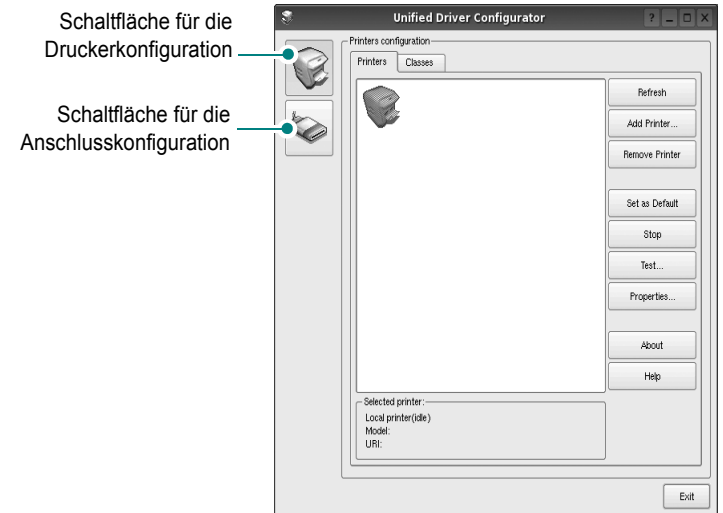 Schaltfläche für die
Druckerkonfiguration
Schaltfläche für die
Anschlusskonfiguration
Unified Driver Configurator
Printers configuration
Printers
Classes
Refresh
Add Printer...
Remove Printer
Set as Default
Stop
Test...
Properties...
About
Help
Selected printer:
Local printer(idle)
Model:
URI:
Exit